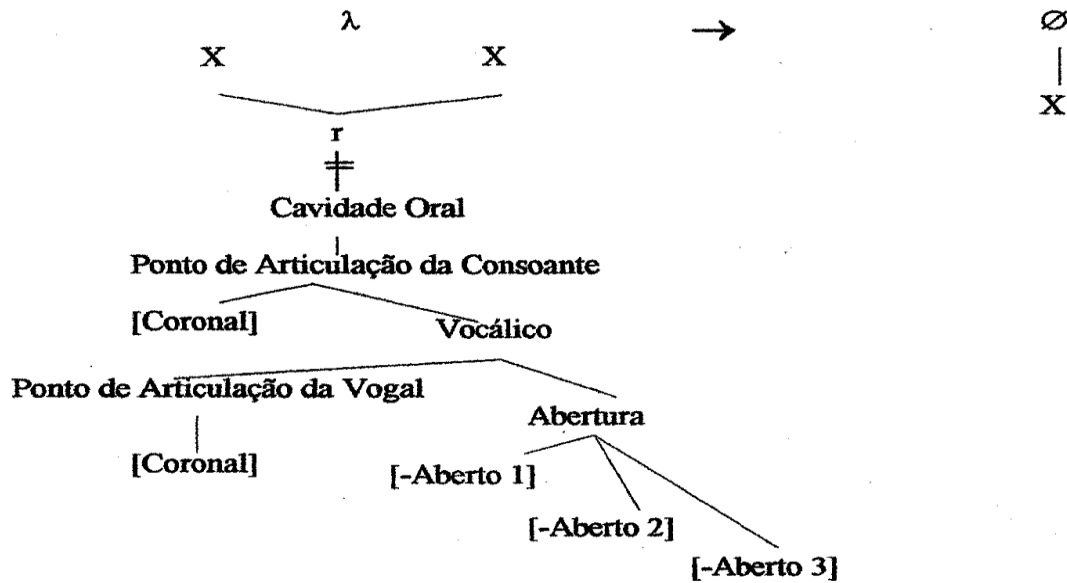 λ → ∅
X X X
r
Cavidade Oral
Ponto de Articulação da Consoante
[Coronal] Vocálico
Ponto de Articulação da Vogal
Abertura
[Coronal] [-Aberto 1]
[-Aberto 2]
[-Aberto 3]